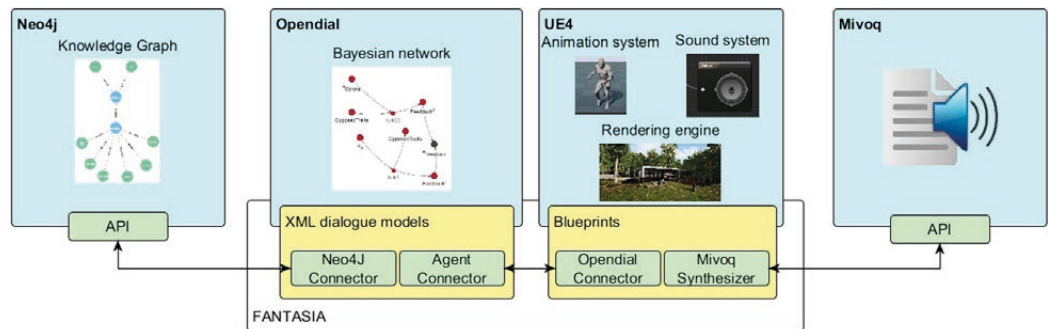 Neo4j
Knowledge Graph
API
Opendial
Bayesian network
XML dialogue models
Neo4J
Connector
Agent
Connector
UE4
Animation system
Sound system
Rendering engine
Blueprints
Opendial
Connector
Mivoq
Synthesizer
Mivoq
API
FANTASIA